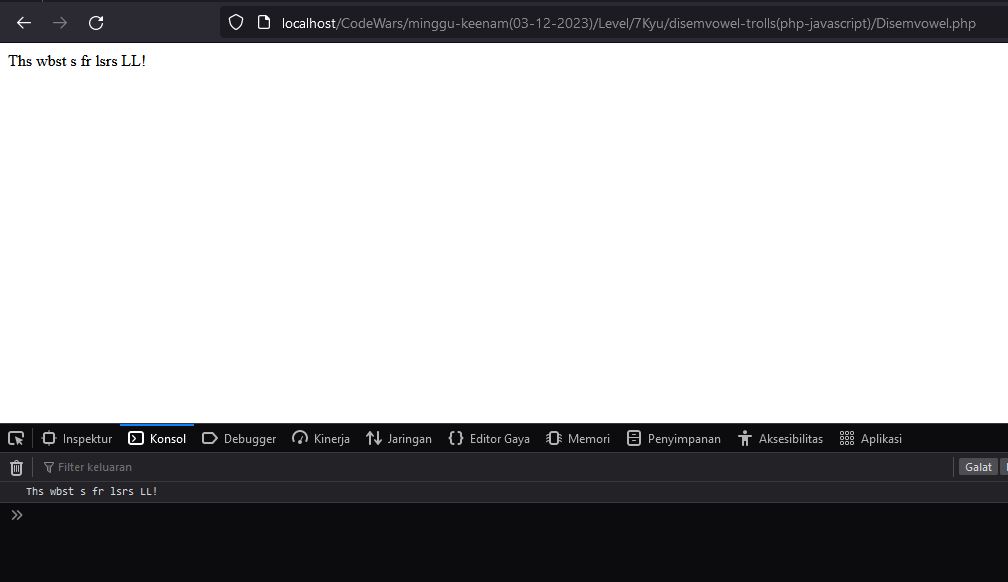 localhost/CodeWars/minggu-keenam(03-12-2023)/Level/7Kyu/disemvowel-trolls(php-javascript)/Disemvowel.php
Ths wbst s fr lsrs LL!
Inspektur Konsol Debugger Kinerja Jaringan Editor Gaya Memori Penyimpanan Aksesibilitas Aplikasi
Filter keluaran Galat
Ths wbst s fr lsrs LL!